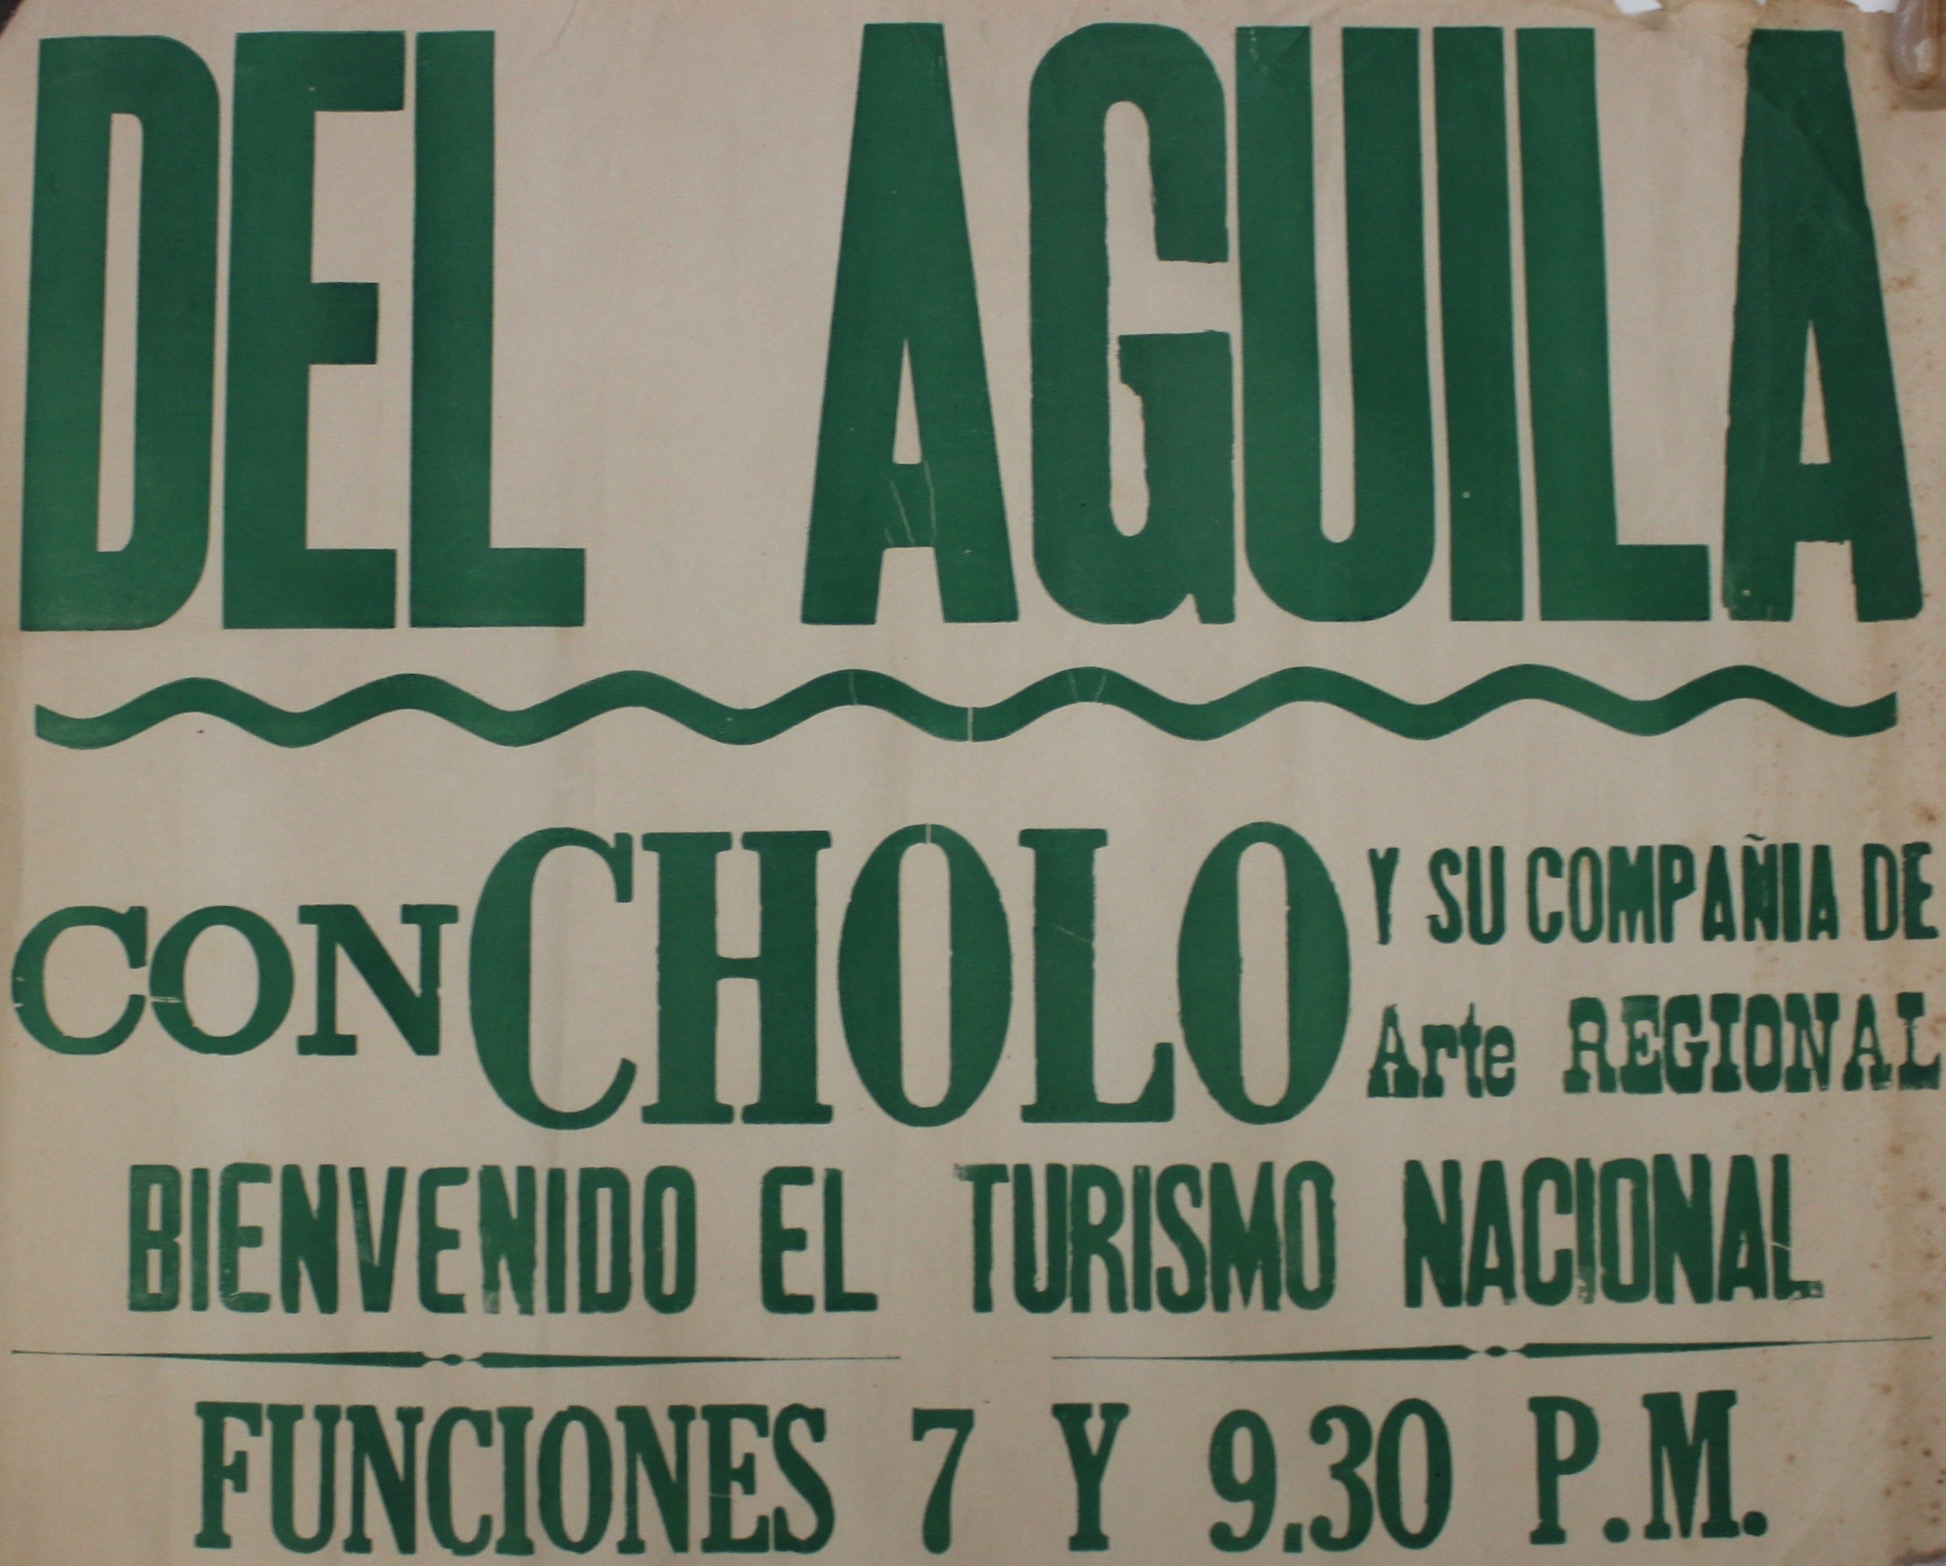 DEL AGUILA
CON CHOLO Y SU COMPAÑIA DE
Arte REGIONAL
BIENVENIDO EL TURISMO NACIONAL
FUNCIONES 7 Y 9.30 P.M.